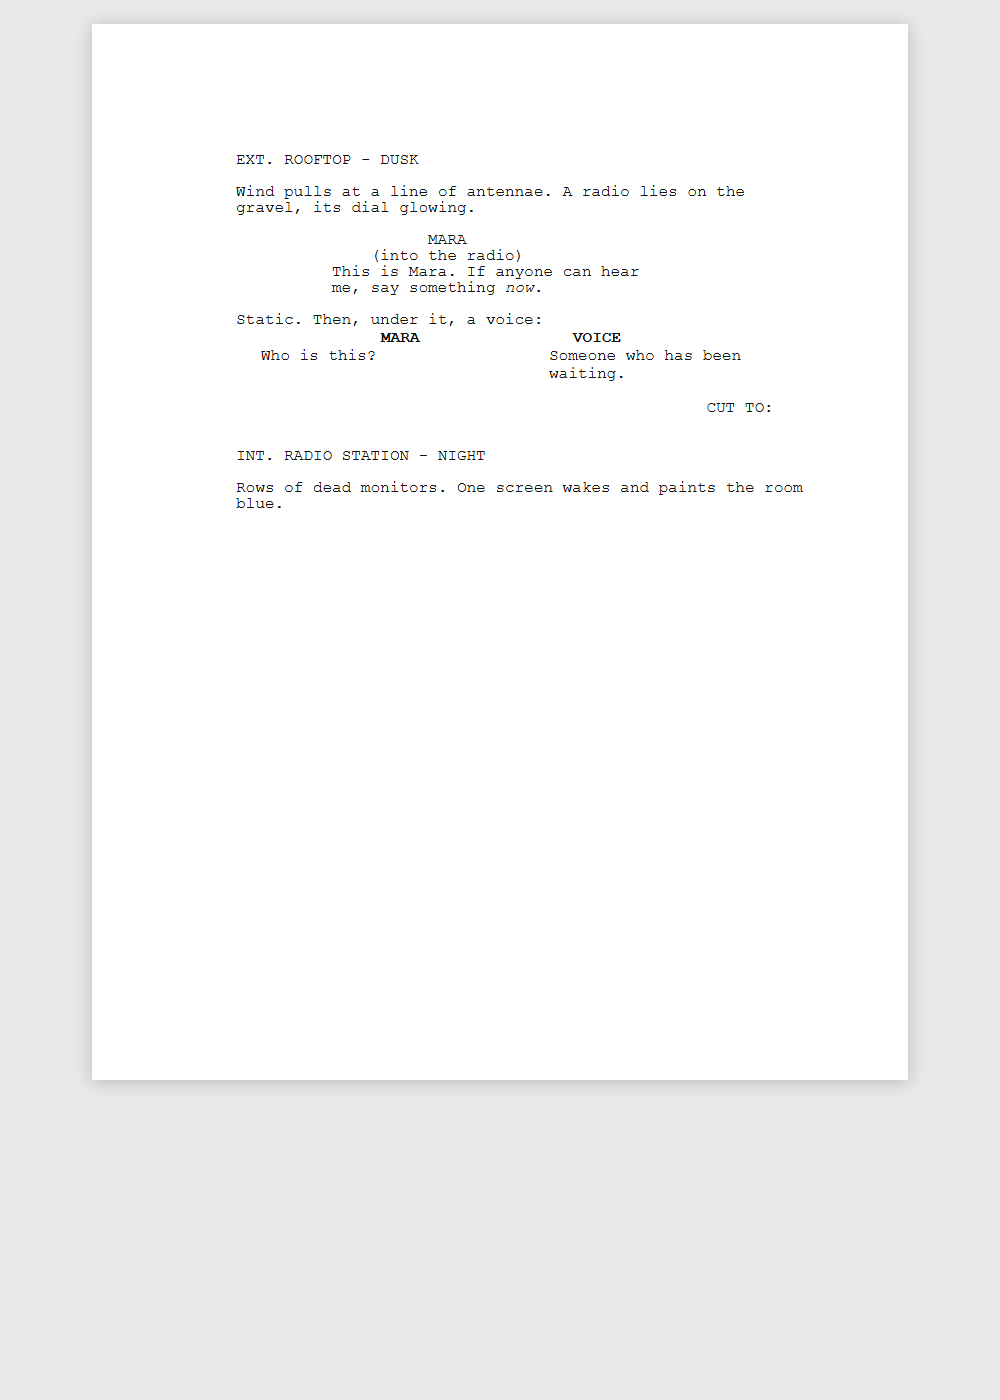 EXT. ROOFTOP - DUSK
Wind pulls at a line of antennae. A radio lies on the
gravel, its dial glowing.
MARA
(into the radio)
This is Mara. If anyone can hear
me, say something now.
Static. Then, under it, a voice:
MARA
Who is this?
VOICE
Someone who has been
waiting.
CUT TO:
INT. RADIO STATION - NIGHT
Rows of dead monitors. One screen wakes and paints the room
blue.